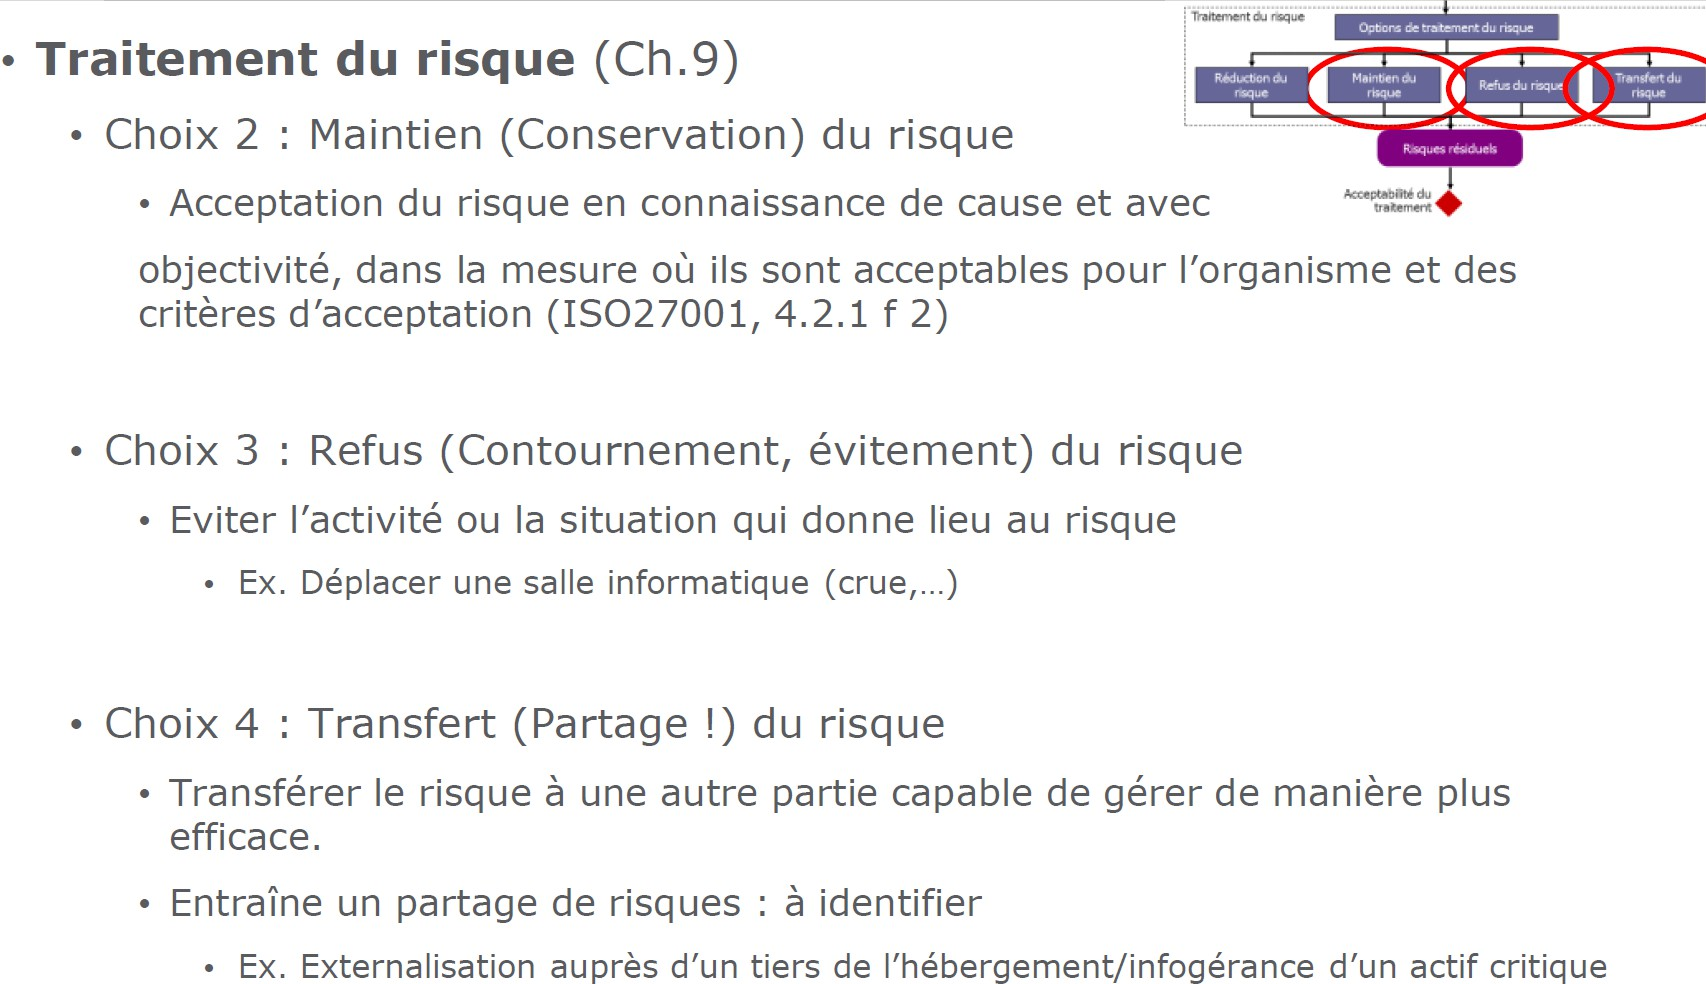 Traitement du risque
Options de traitement du risque
Réduction du
risque
Maintien du
risque
Refus du risque
Transfert du
risque
Risques résiduels
Acceptabilité du
traitement
• Traitement du risque (Ch.9)
• Choix 2 : Maintien (Conservation) du risque
• Acceptation du risque en connaissance de cause et avec
objectivité, dans la mesure où ils sont acceptables pour l’organisme et des
critères d’acceptation (ISO27001, 4.2.1 f 2)
• Choix 3 : Refus (Contournement, évitement) du risque
• Eviter l’activité ou la situation qui donne lieu au risque
• Ex. Déplacer une salle informatique (crue,…)
• Choix 4 : Transfert (Partage !) du risque
• Transférer le risque à une autre partie capable de gérer de manière plus
efficace.
• Entraîne un partage de risques : à identifier
• Ex. Externalisation auprès d’un tiers de l’hébergement/infogérance d’un actif critique